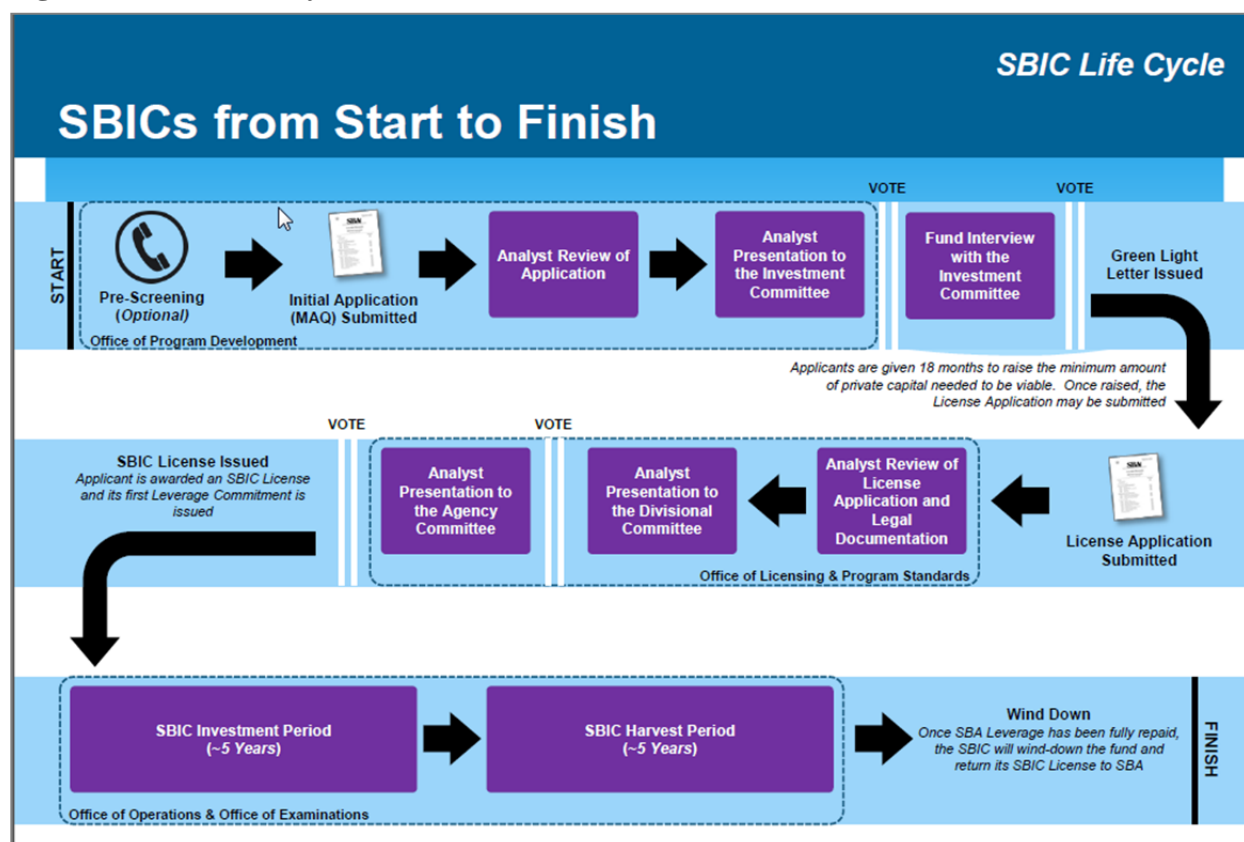 SBIC Life Cycle
SBICs from Start to Finish
VOTE
VOTE
START
Pre-Screening
(Optional)
Initial Application
(MAQ) Submitted
Analyst Review of
Application
Analyst
Presentation to
the Investment
Committee
Fund Interview
with the
Investment
Committee
Green Light
Letter Issued
Office of Program Development
Applicants are given 18 months to raise the minimum amount
of private capital needed to be viable. Once raised, the
License Application may be submitted
VOTE
VOTE
SBIC License Issued
Applicant is awarded an SBIC License
and its first Leverage Commitment is
issued
Analyst
Presentation to
the Agency
Committee
Analyst
Presentation to
the Divisional
Committee
Analyst Review of
License
Application and
Legal
Documentation
License Application
Submitted
Office of Licensing & Program Standards
SBIC Investment Period
(~5 Years)
SBIC Harvest Period
(~5 Years)
Wind Down
Once SBA Leverage has been fully repaid,
the SBIC will wind-down the fund and
return its SBIC License to SBA
FINISH
Office of Operations & Office of Examinations